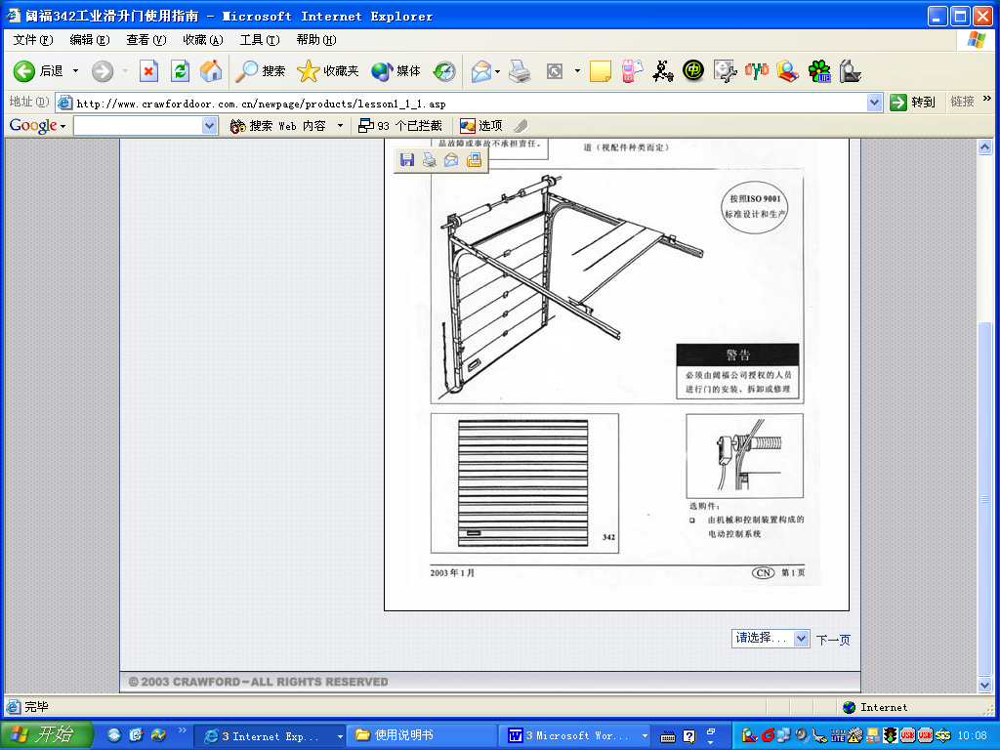 阔福342工业滑升门使用指南 - Microsoft Internet Explorer
文件(F) 编辑(E) 查看(V) 收藏(A) 工具(T) 帮助(H)
后退 搜索 收藏夹 媒体
地址(D) http://www.crawforddoor.com.cn/newpage/products/lesson1_1_1.asp 转到 链接 »
Google 搜索 Web 内容 93 个已拦截 选项
品故障或事故不承担责任。 道（视配件种类而定）
按照ISO 9001
标准设计和生产
警告
必须由阔福公司授权的人员
进行门的安装、拆卸或修理
342
选购件：
由机械和控制装置构成的
电动控制系统
2003年1月 CN 第1页
请选择... 下一页
© 2003 CRAWFORD-ALL RIGHTS RESERVED
完毕 Internet
开始 » 3 Internet Exp... 使用说明书 3 Microsoft Wor... 10:08